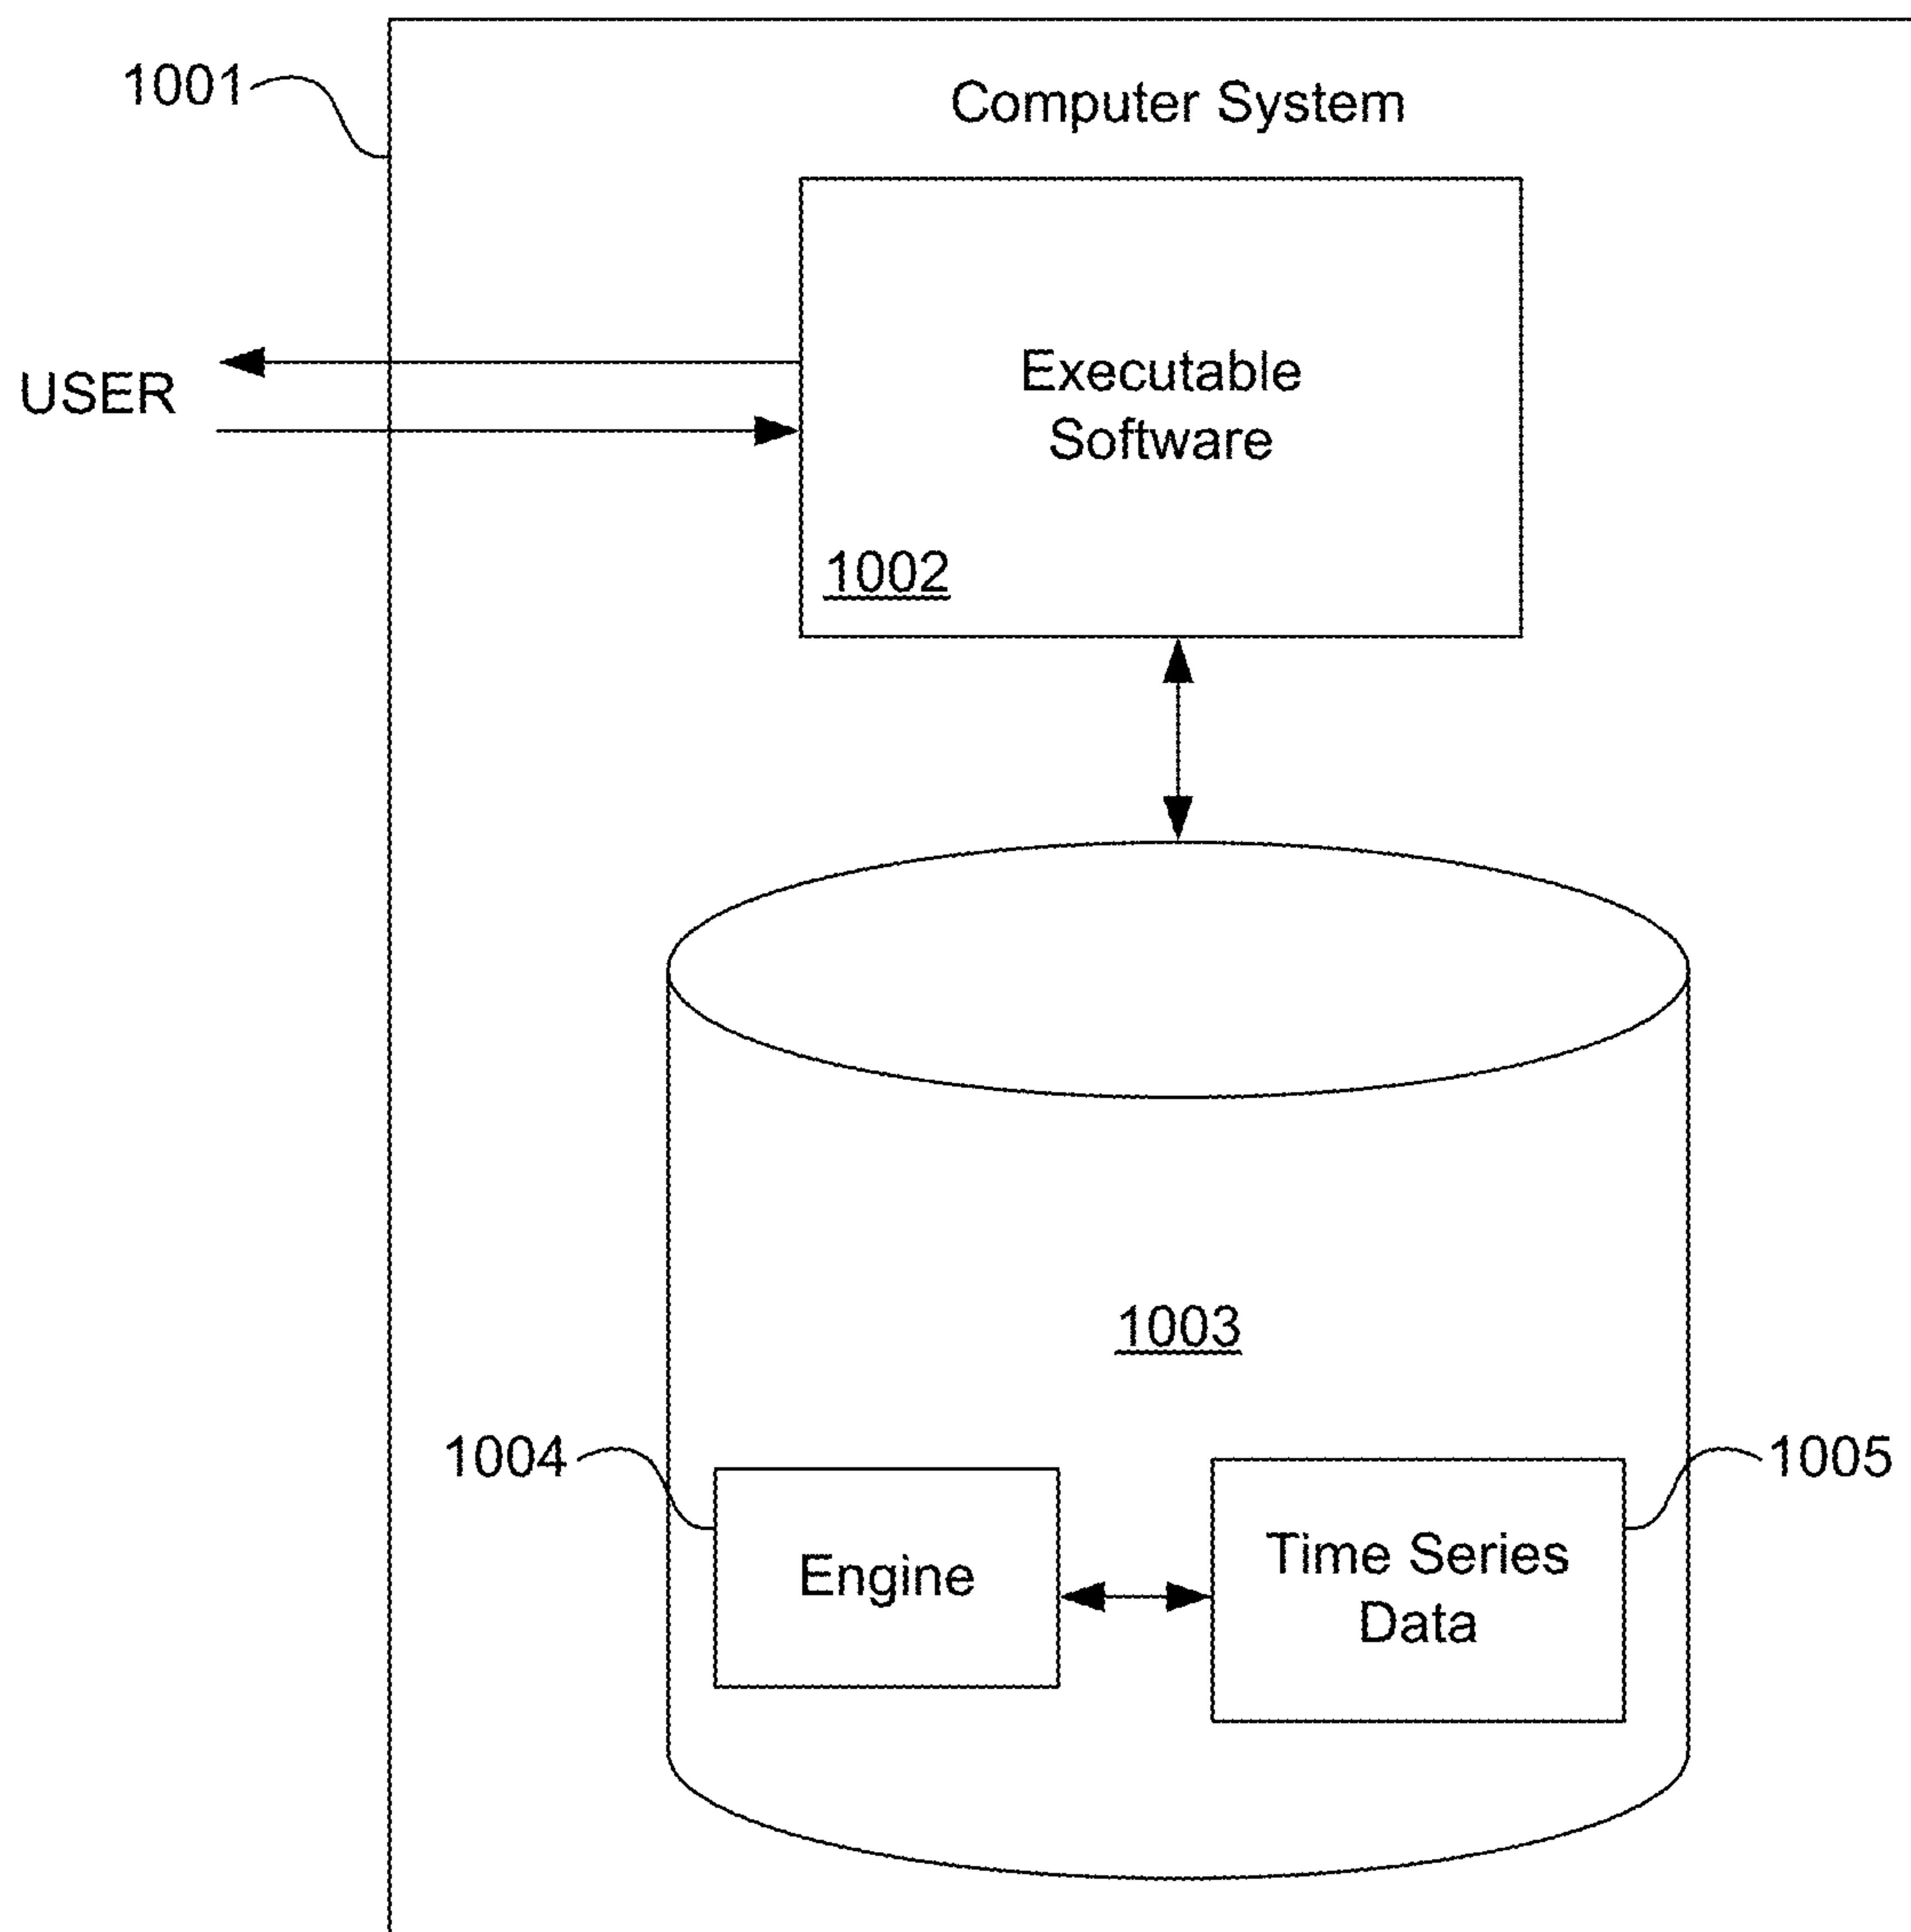 1001
Computer System
USER
Executable
Software
1002
1003
1004
1005
Engine
Time Series
Data